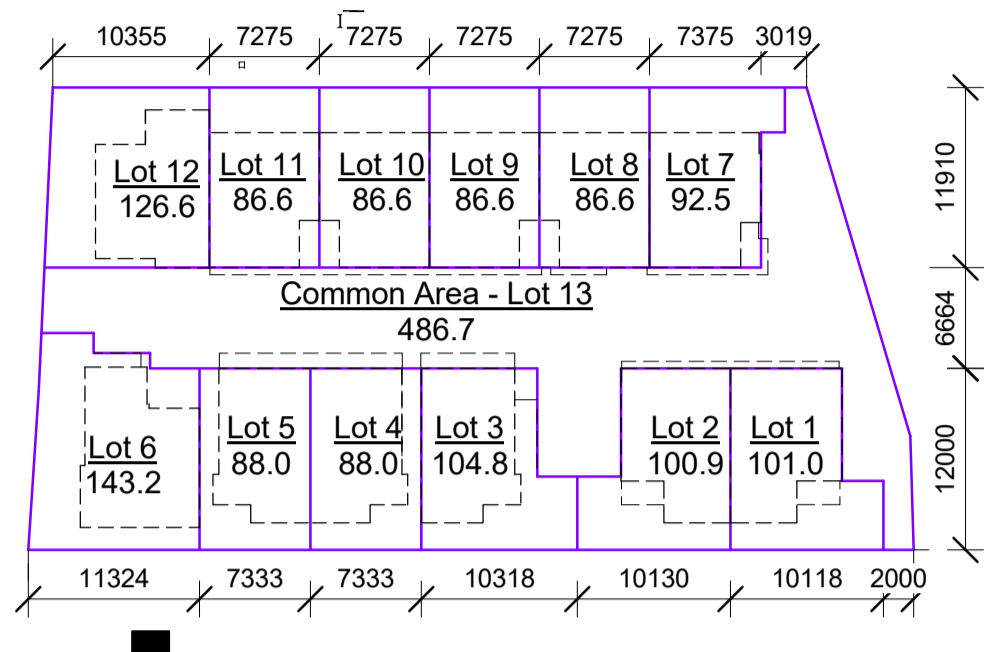 10355 7275 7275 7275 7275 7375 3019
Lot 12 Lot 11 Lot 10 Lot 9 Lot 8 Lot 7
126.6 86.6 86.6 86.6 86.6 92.5
11910
Common Area - Lot 13
486.7
6664
Lot 6 Lot 5 Lot 4 Lot 3 Lot 2 Lot 1
143.2 88.0 88.0 104.8 100.9 101.0
12000
11324 7333 7333 10318 10130 10118 2000